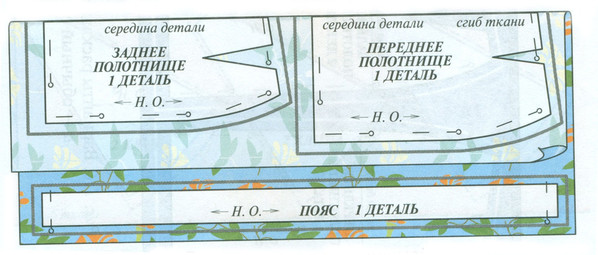 середина детали
ЗАДНЕЕ
ПОЛОТНИЩЕ
1 ДЕТАЛЬ
Н. О.
середина детали сгиб ткани
ПЕРЕДНЕЕ
ПОЛОТНИЩЕ
1 ДЕТАЛЬ
Н. О.
Н. О. ПОЯС 1 ДЕТАЛЬ